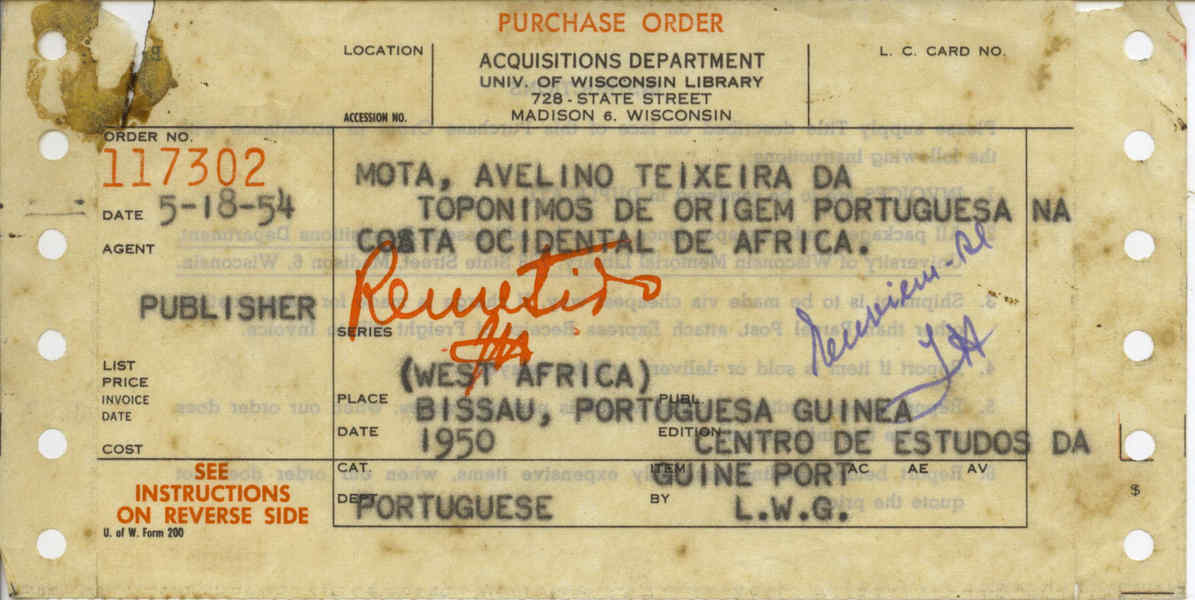 PURCHASE ORDER
LOCATION
ACQUISITIONS DEPARTMENT
UNIV. OF WISCONSIN LIBRARY
728 - STATE STREET
MADISON 6. WISCONSIN
L. C. CARD NO.
ACCESSION NO.
ORDER NO.
117302
DATE 5-18-54
AGENT
PUBLISHER
MOTA, AVELINO TEIXEIRA DA
TOPONIMOS DE ORIGEM PORTUGUESA NA
COSTA OCIDENTAL DE AFRICA.
Remetido
SERIES
(WEST AFRICA)
LIST
PRICE
INVOICE
DATE
COST
PLACE BISSAU, PORTUGUESA GUINEA
PUBL.
DATE 1950
EDITION CENTRO DE ESTUDOS DA
GUINE PORT
CAT.
ITEM
AC AE AV
DEPT PORTUGUESE
BY L.W.G.
$
SEE
INSTRUCTIONS
ON REVERSE SIDE
U. of W. Form 200